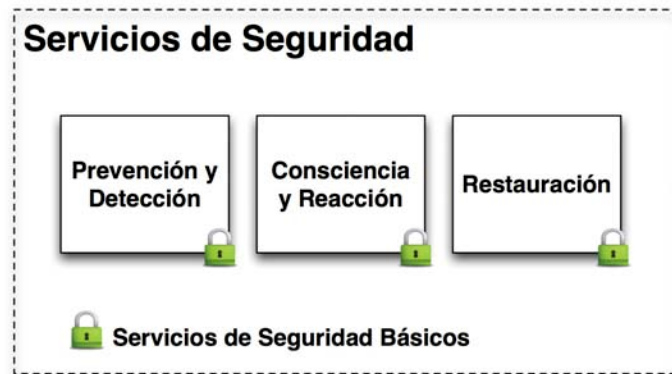 Servicios de Seguridad
Prevención y
Detección
Consciencia
y Reacción
Restauración
Servicios de Seguridad Básicos